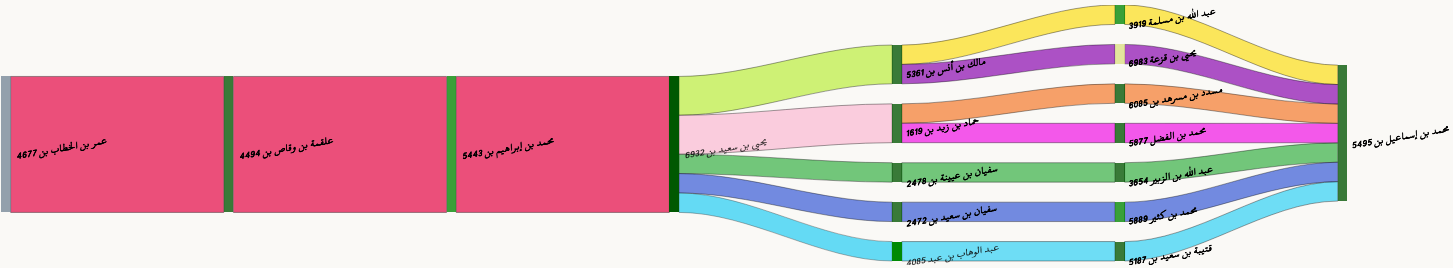 عمر بن الخطاب بن 4677
علقمة بن وقاص بن 4494
محمد بن إبراهيم بن 5443
يحيى بن سعيد بن 6932
مالك بن أنس بن 5361
حماد بن زيد بن 1619
سفيان بن عيينة بن 2478
سفيان بن سعيد بن 2472
عبد الوهاب بن عبد 4085
عبد الله بن مسلمة 3919
يحيى بن قزعة بن 6983
مسدد بن مسرهد بن 6085
محمد بن الفضل بن 5877
عبد الله بن الزبير 3654
محمد بن كثير بن 5889
قتيبة بن سعيد بن 5187
محمد بن إسماعيل بن 5495